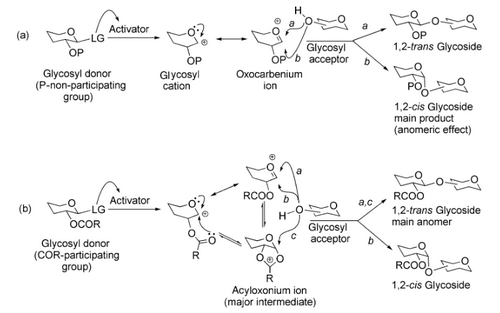 (a)
O
LG
OP
Activator
Glycosyl donor
(P-non-participating
group)
O
⊕
OP
Glycosyl
cation
⊕
O
OP
Oxocarbenium
ion
H
O
O
a
b
Glycosyl
acceptor
a
b
O
O
O
OP
1,2-trans Glycoside
O
PO
O
O
1,2-cis Glycoside
main product
(anomeric effect)
(b)
O
LG
OCOR
Activator
Glycosyl donor
(COR-participating
group)
O
⊕
O
O
R
⊕
O
RCOO
a
b
c
H
O
O
Glycosyl
acceptor
O
O
O
⊕
R
Acyloxonium ion
(major intermediate)
a,c
b
O
O
O
RCOO
1,2-trans Glycoside
main anomer
O
RCOO
O
O
1,2-cis Glycoside